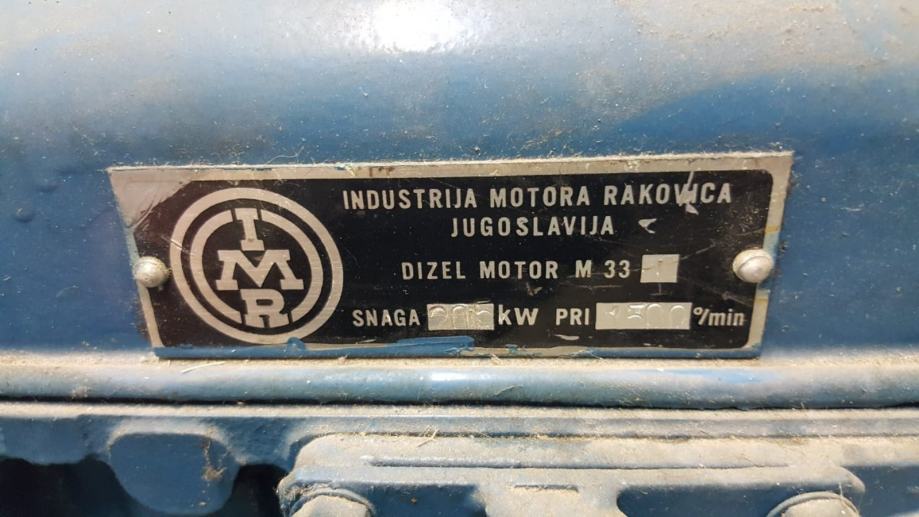 IMR
INDUSTRIJA MOTORA RAKOVICA
JUGOSLAVIJA
DIZEL MOTOR M 33
SNAGA kW PRI º/min